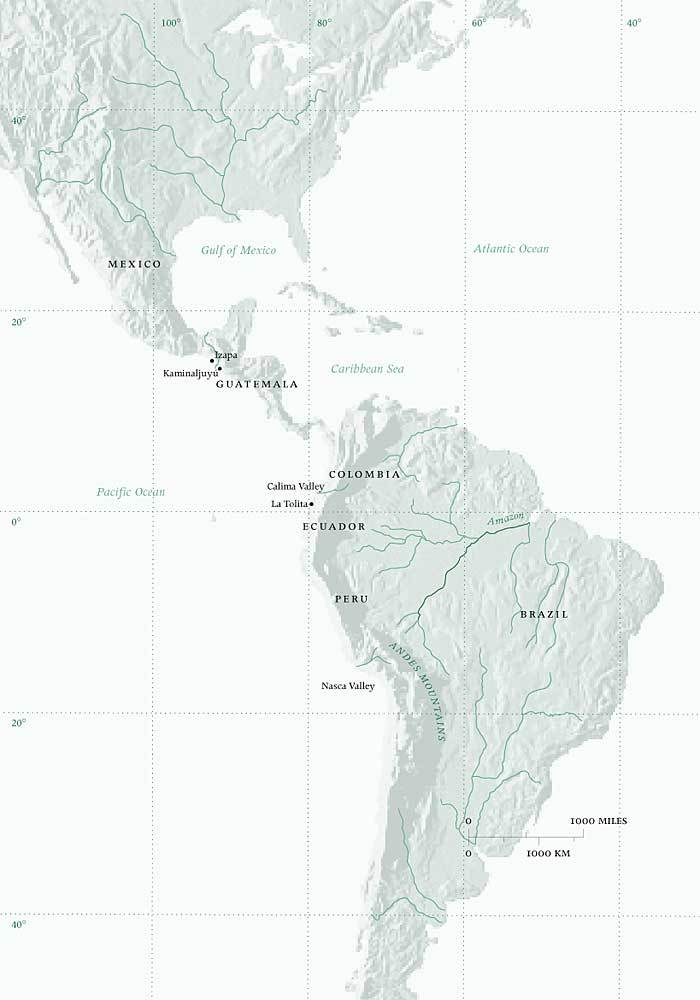 100° 80° 60° 40°
40°
Gulf of Mexico Atlantic Ocean
MEXICO
20°
Izapa
Kaminaljuyú
Caribbean Sea
GUATEMALA
COLOMBIA
Calima Valley
Pacific Ocean
La Tolita
Amazon
0°
ECUADOR
PERU
BRAZIL
ANDES MOUNTAINS
Nasca Valley
20°
0 1000 MILES
0 1000 KM
40°